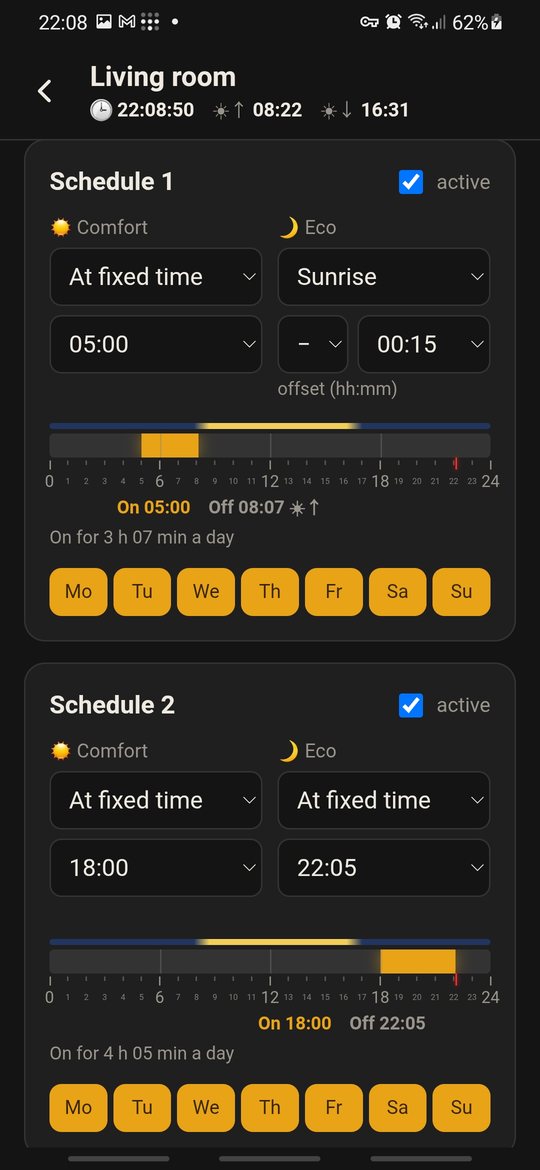 22:08 62%
Living room
22:08:50 ↑ 08:22 ↓ 16:31
Schedule 1 active
Comfort Eco
At fixed time Sunrise
05:00 − 00:15
offset (hh:mm)
0 1 2 3 4 5 6 7 8 9 10 11 12 13 14 15 16 17 18 19 20 21 22 23 24
On 05:00 Off 08:07 ☀↑
On for 3 h 07 min a day
Mo Tu We Th Fr Sa Su
Schedule 2 active
Comfort Eco
At fixed time At fixed time
18:00 22:05
0 1 2 3 4 5 6 7 8 9 10 11 12 13 14 15 16 17 18 19 20 21 22 23 24
On 18:00 Off 22:05
On for 4 h 05 min a day
Mo Tu We Th Fr Sa Su